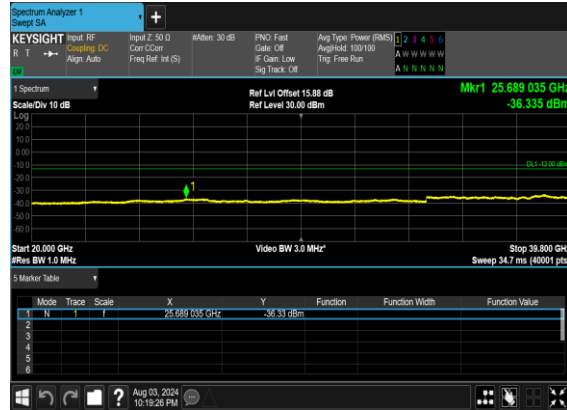 Spectrum Analyzer 1
Swept SA
+
KEYSIGHT Input: RF Input Z: 50 Ω #Atten: 30 dB PNO: Fast Avg Type: Power (RMS) 1 2 3 4 5 6
R T Coupling: DC Corr CCorr Gate: Off Avg|Hold: 100/100 A W W W W W
Align: Auto Freq Ref: Int (S) IF Gain: Low Trig: Free Run
Sig Track: Off A N N N N N
1 Spectrum Ref Lvl Offset 15.88 dB Mkr1 25.689 035 GHz
Scale/Div 10 dB Ref Level 30.00 dBm -36.335 dBm
Log
20.0
10.0
0.00
-10.0
DL1 -13.00 dBm
-20.0
1
-30.0
-40.0
-50.0
-60.0
Start 20.000 GHz Video BW 3.0 MHz* Stop 39.800 GHz
#Res BW 1.0 MHz Sweep 34.7 ms (40001 pts
5 Marker Table
Mode Trace Scale X Y Function Function Width Function Value
1 N 1 f 25.689 035 GHz -36.33 dBm
2
3
4
5
6
? Aug 03, 2024
10:19:26 PM